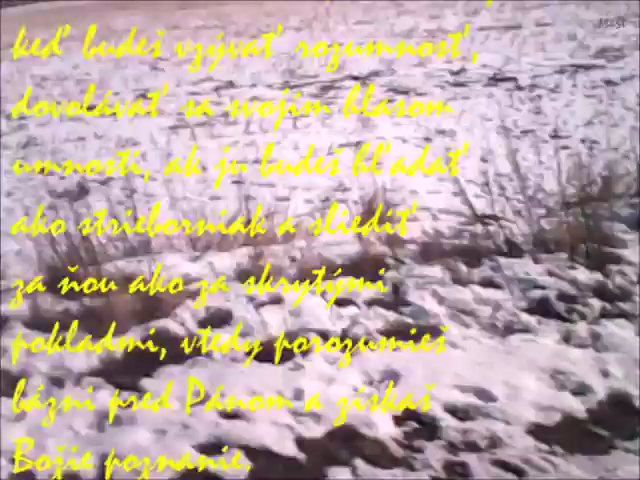 keď budeš vzývať rozumnosť,
dovolávať sa svojím hlasom
umnosti, ak ju budeš hľadať
ako strieborniak a sliediť
za ňou ako za skrytými
pokladmi, vtedy porozumieš
bázni pred Pánom a získaš
Božie poznanie.